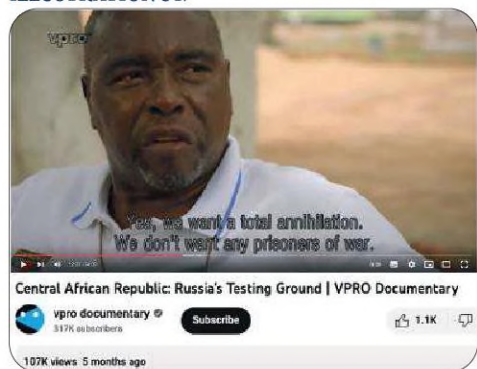 vpro
Yes, we want a total annihilation.
We don't want any prisoners of war.
Central African Republic: Russia's Testing Ground | VPRO Documentary
vpro documentary
317K subscribers
Subscribe
1.1K
107K views 5 months ago